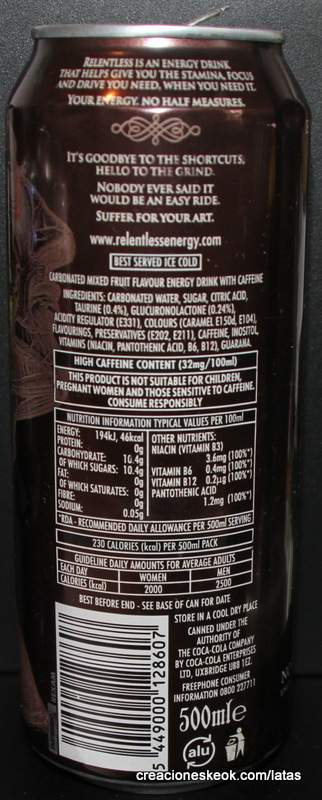 RELENTLESS IS AN ENERGY DRINK
THAT HELPS GIVE YOU THE STAMINA, FOCUS
AND DRIVE YOU NEED, WHEN YOU NEED IT.
YOUR ENERGY. NO HALF MEASURES.
IT'S GOODBYE TO THE SHORTCUTS,
HELLO TO THE GRIND.
NOBODY EVER SAID IT
WOULD BE AN EASY RIDE.
SUFFER FOR YOUR ART.
www.relentlessenergy.com
BEST SERVED ICE COLD
CARBONATED MIXED FRUIT FLAVOUR ENERGY DRINK WITH CAFFEINE
INGREDIENTS: CARBONATED WATER, SUGAR, CITRIC ACID,
TAURINE (0.4%), GLUCURONOLACTONE (0.24%),
ACIDITY REGULATOR (E331), COLOURS (CARAMEL E150d, E104),
FLAVOURINGS, PRESERVATIVES (E202, E211), CAFFEINE, INOSITOL,
VITAMINS (NIACIN, PANTOTHENIC ACID, B6, B12), GUARANA.
HIGH CAFFEINE CONTENT (32mg/100ml)
THIS PRODUCT IS NOT SUITABLE FOR CHILDREN,
PREGNANT WOMEN AND THOSE SENSITIVE TO CAFFEINE.
CONSUME RESPONSIBLY
NUTRITION INFORMATION TYPICAL VALUES PER 100ml
ENERGY: 194kJ, 46kcal
PROTEIN: 0g
CARBOHYDRATE: 10.4g
OF WHICH SUGARS: 10.4g
FAT: 0g
OF WHICH SATURATES: 0g
FIBRE: 0g
SODIUM: 0.05g
OTHER NUTRIENTS:
NIACIN (VITAMIN B3)
3.6mg (100%*)
VITAMIN B6 0.4mg (100%*)
VITAMIN B12 0.2µg (100%*)
PANTOTHENIC ACID
1.2mg (100%*)
*RDA - RECOMMENDED DAILY ALLOWANCE PER 500ml SERVING
230 CALORIES (kcal) PER 500ml PACK
GUIDELINE DAILY AMOUNTS FOR AVERAGE ADULTS
EACH DAY WOMEN MEN
CALORIES (kcal) 2000 2500
BEST BEFORE END - SEE BASE OF CAN FOR DATE
STORE IN A COOL DRY PLACE
CANNED UNDER THE
AUTHORITY OF
THE COCA-COLA COMPANY
BY COCA-COLA ENTERPRISES
LTD, UXBRIDGE UB8 1EZ.
FREEPHONE CONSUMER
INFORMATION 0800 227711
500ml e
alu
5 449000 128607
REXAM
creacioneskeok.com/latas